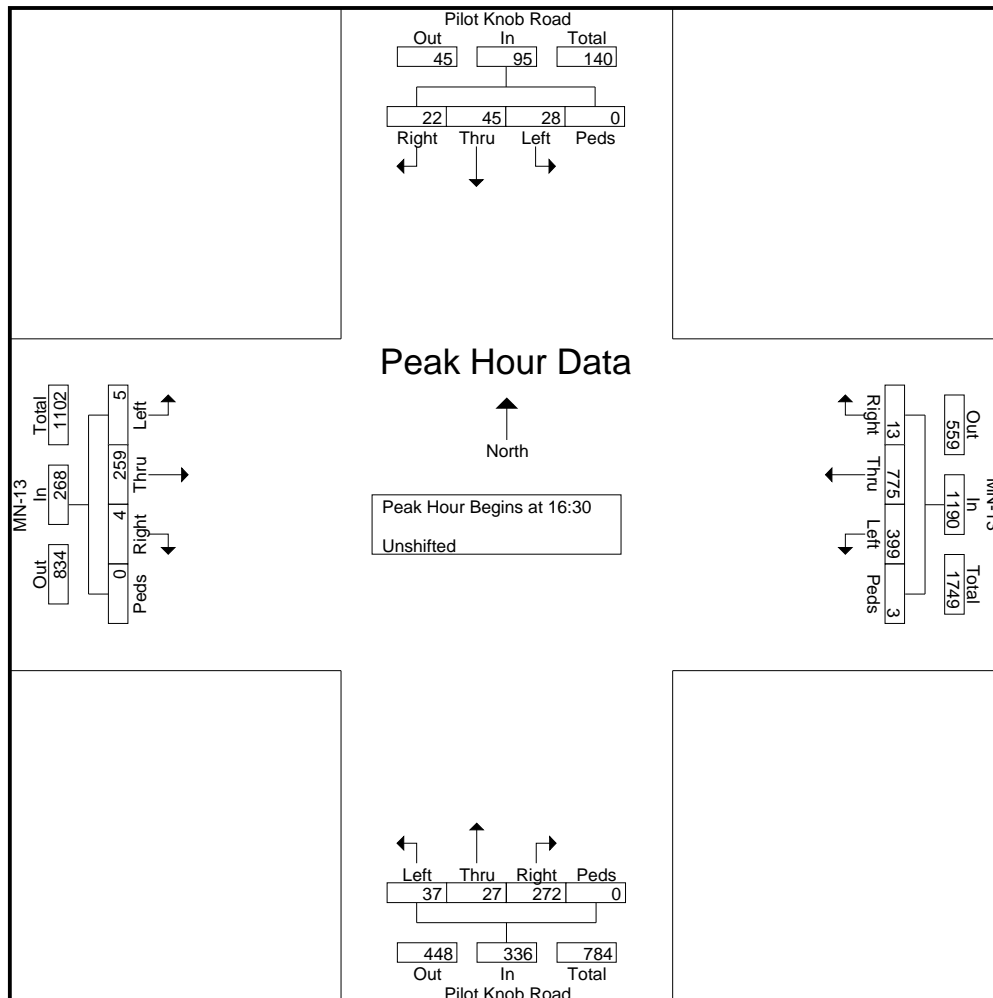 Pilot Knob Road
Out In Total
45 95 140
22 45 28 0
Right Thru Left Peds
Peak Hour Data
North
Peak Hour Begins at 16:30
Unshifted
MN-13
Total In Out
1102 268 834
5 259 4 0
Left Thru Right Peds
Right Thru Left Peds
13 775 399 3
Out In Total
559 1190 1749
MN-13
Left Thru Right Peds
37 27 272 0
448 336 784
Out In Total
Pilot Knob Road